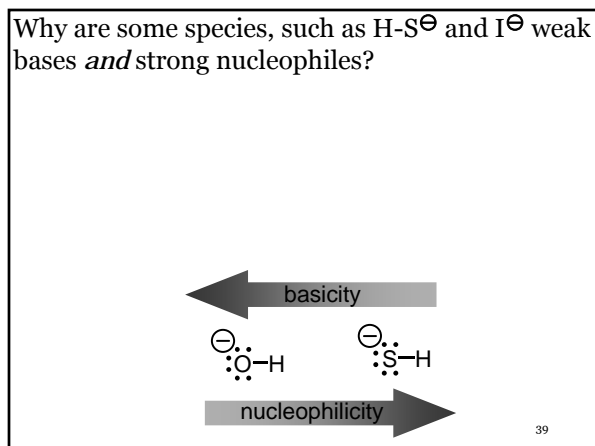 Why are some species, such as H-S⊖ and I⊖ weak
bases and strong nucleophiles?
basicity
⊖ :Ö̤–H ⊖ :S̤̈–H
nucleophilicity
39